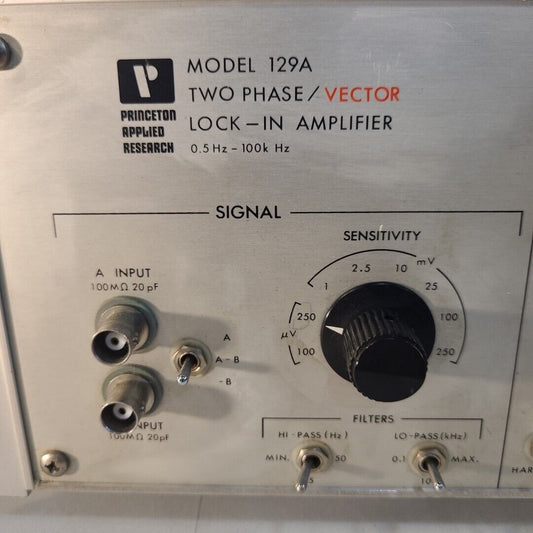 P
PRINCETON
APPLIED
RESEARCH
MODEL 129A
TWO PHASE/VECTOR
LOCK-IN AMPLIFIER
0.5 Hz - 100k Hz
SIGNAL
SENSITIVITY
mV
1 2.5 10 25 100 250
μV
250
100
A INPUT
100MΩ 20pF
A
A-B
-B
INPUT
100MΩ 20pF
FILTERS
HI-PASS (Hz)
MIN. 50
5
LO-PASS (kHz)
0.1 MAX.
10
HAR